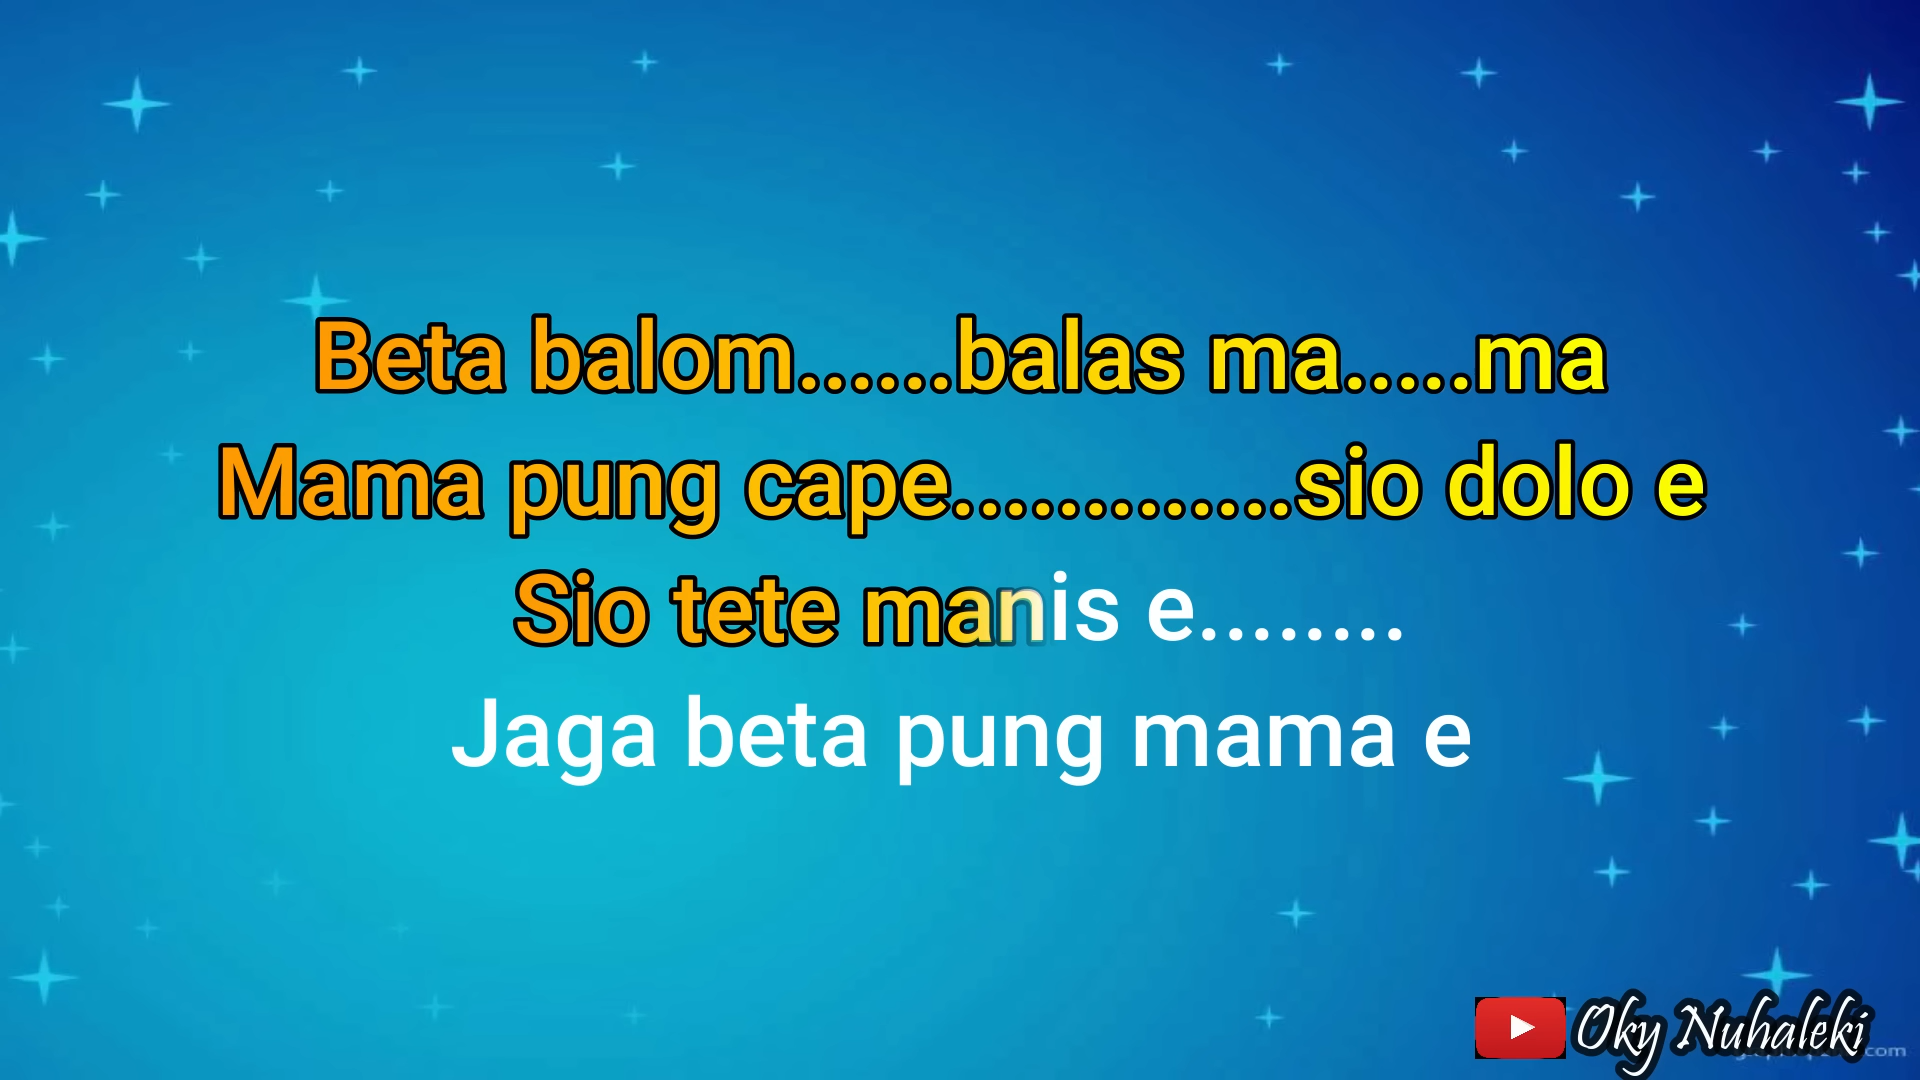 Beta balom......balas ma.....ma
Mama pung cape.............sio dolo e
Sio tete manis e........
Jaga beta pung mama e
Oky Nuhaleki